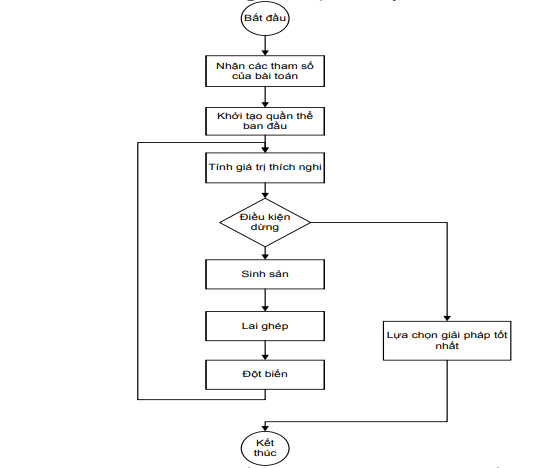 Bắt đầu
Nhận các tham số
của bài toán
Khởi tạo quần thể
ban đầu
Tính giá trị thích nghi
Điều kiện
dừng
Sinh sản
Lai ghép
Lựa chọn giải pháp tốt
nhất
Đột biến
Kết
thúc